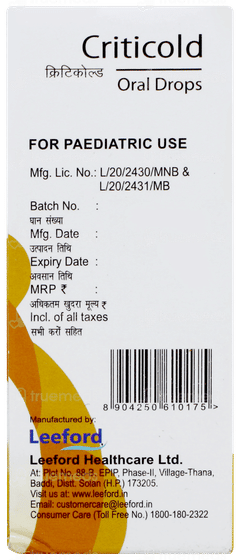 Criticold
क्रिटिकोल्ड
Oral Drops
FOR PAEDIATRIC USE
Mfg. Lic. No.: L/20/2430/MNB &
L/20/2431/MB
Batch No. :
घान संख्या
Mfg. Date :
उत्पादन तिथि
Expiry Date :
अवसान तिथि
MRP ₹ :
अधिकतम खुदरा मूल्य ₹
Incl. of all taxes
सभी करों सहित
8 904250 610175 >
Manufactured by:
Leeford
Leeford Healthcare Ltd.
At: Plot No. 58-B, EPIP, Phase-II, Village-Thana,
Baddi, Distt. Solan (H.P.) 173205.
Visit us at: www.leeford.in
Email: customercare@leeford.in
Consumer Care (Toll Free No.) 1800-180-2322